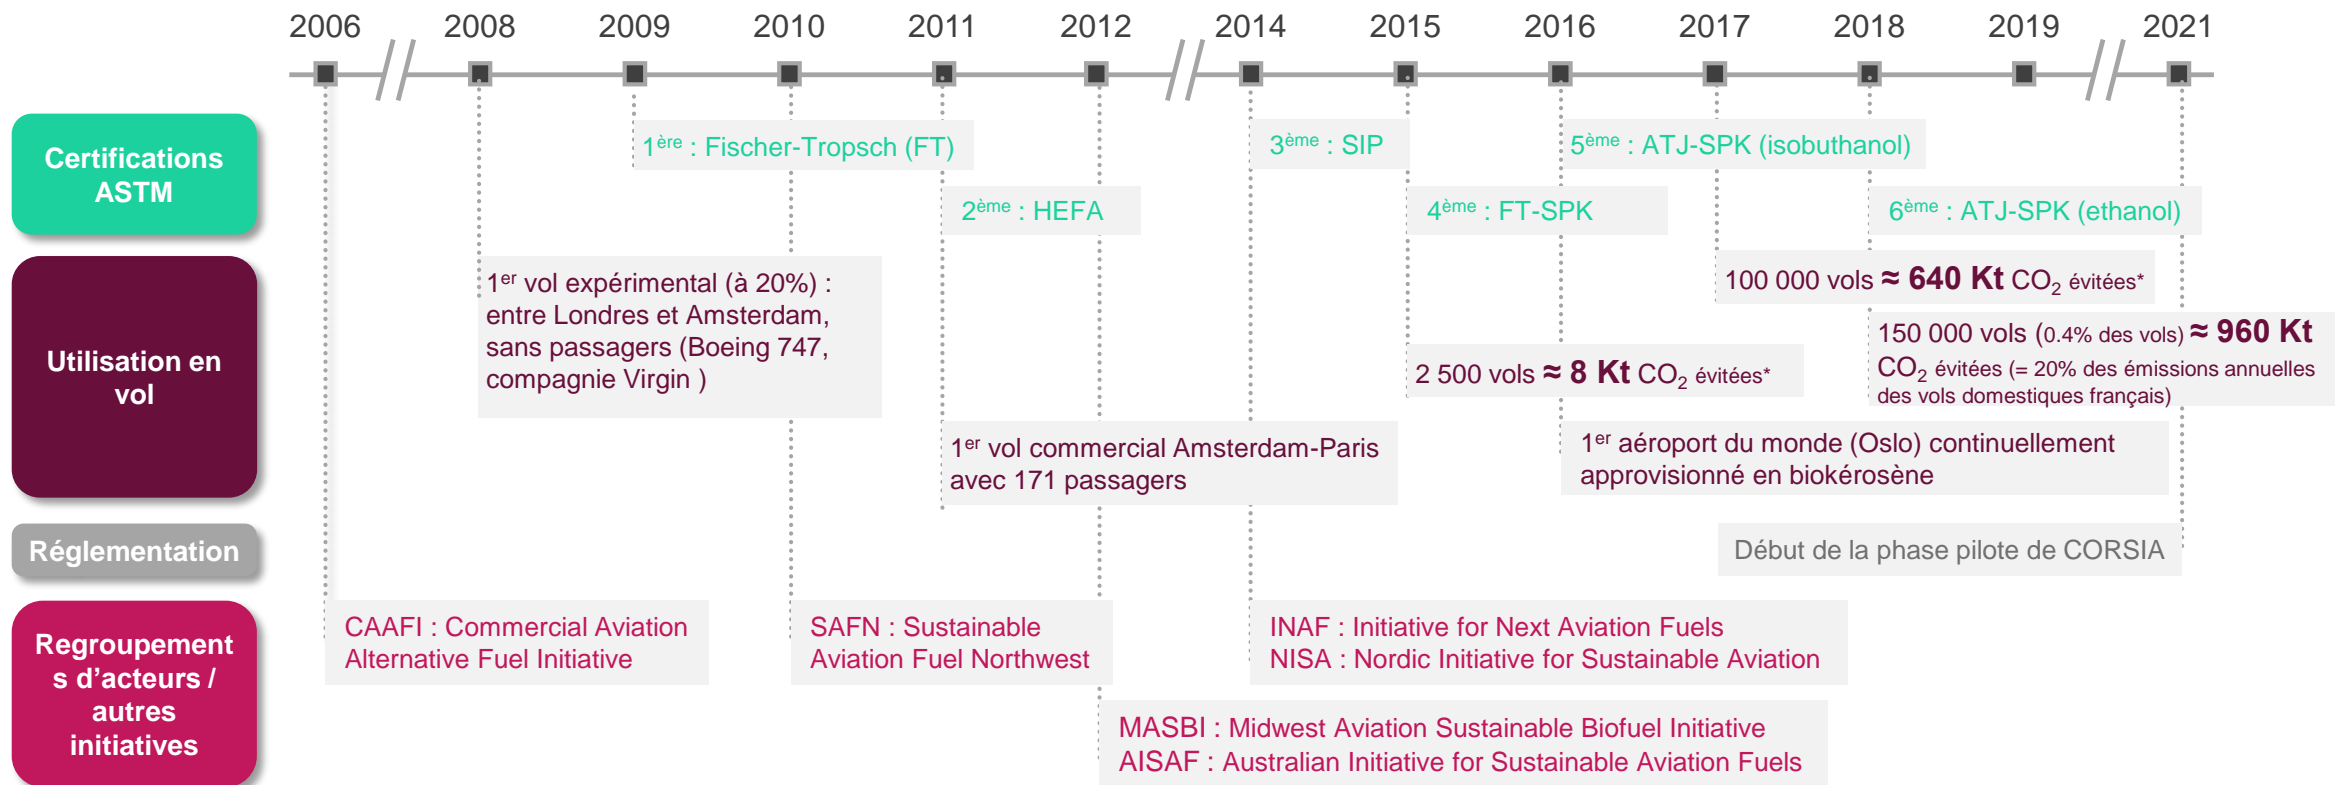 2006 2008 2009 2010 2011 2012 2014 2015 2016 2017 2018 2019 2021
Certifications
ASTM
1ère : Fischer-Tropsch (FT)
3ème : SIP
5ème : ATJ-SPK (isobuthanol)
2ème : HEFA
4ème : FT-SPK
6ème : ATJ-SPK (ethanol)
Utilisation en
vol
1er vol expérimental (à 20%) :
entre Londres et Amsterdam,
sans passagers (Boeing 747,
compagnie Virgin )
100 000 vols ≈ 640 Kt CO2 évitées*
2 500 vols ≈ 8 Kt CO2 évitées*
150 000 vols (0.4% des vols) ≈ 960 Kt
CO2 évitées (= 20% des émissions annuelles
des vols domestiques français)
1er vol commercial Amsterdam-Paris
avec 171 passagers
1er aéroport du monde (Oslo) continuellement
approvisionné en biokérosène
Réglementation
Début de la phase pilote de CORSIA
Regroupement
s d'acteurs /
autres
initiatives
CAAFI : Commercial Aviation
Alternative Fuel Initiative
SAFN : Sustainable
Aviation Fuel Northwest
INAF : Initiative for Next Aviation Fuels
NISA : Nordic Initiative for Sustainable Aviation
MASBI : Midwest Aviation Sustainable Biofuel Initiative
AISAF : Australian Initiative for Sustainable Aviation Fuels